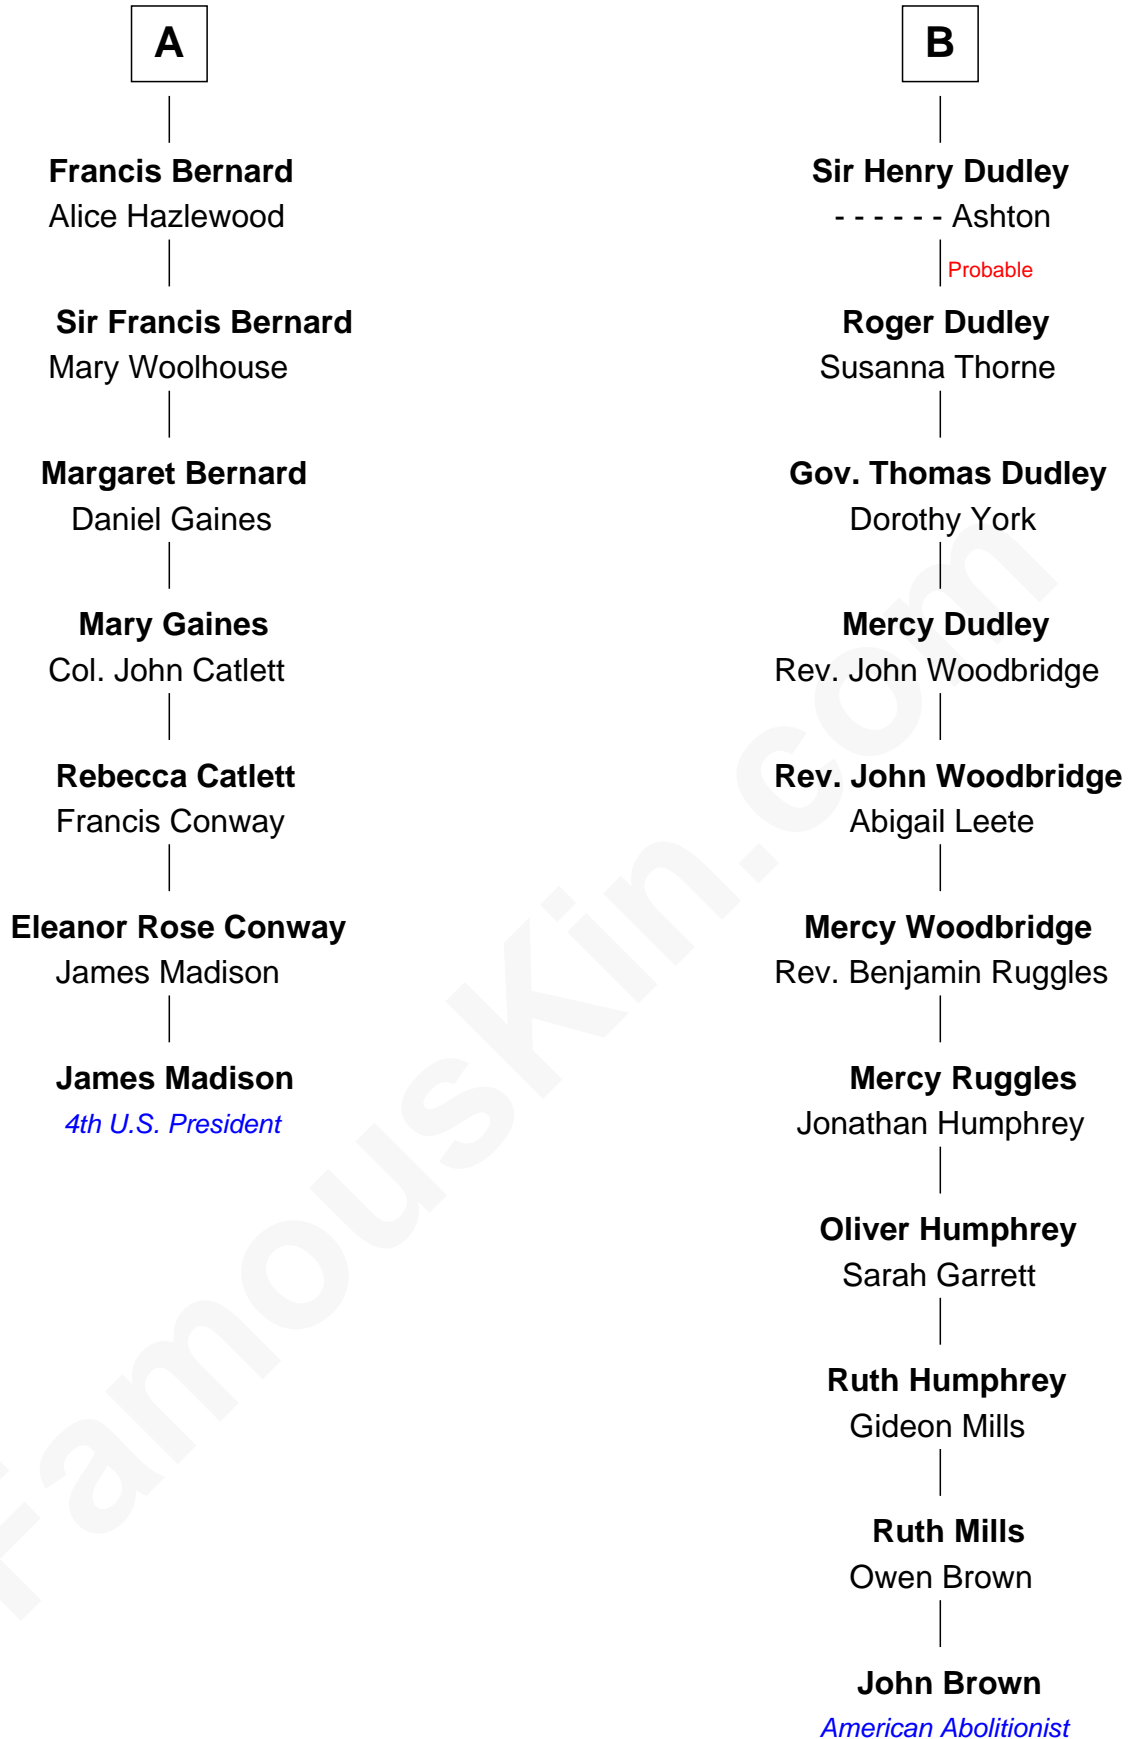 A
Francis Bernard
Alice Hazlewood
Sir Francis Bernard
Mary Woolhouse
Margaret Bernard
Daniel Gaines
Mary Gaines
Col. John Catlett
Rebecca Catlett
Francis Conway
Eleanor Rose Conway
James Madison
James Madison
4th U.S. President
B
Sir Henry Dudley
- - - - - - Ashton
Probable
Roger Dudley
Susanna Thorne
Gov. Thomas Dudley
Dorothy York
Mercy Dudley
Rev. John Woodbridge
Rev. John Woodbridge
Abigail Leete
Mercy Woodbridge
Rev. Benjamin Ruggles
Mercy Ruggles
Jonathan Humphrey
Oliver Humphrey
Sarah Garrett
Ruth Humphrey
Gideon Mills
Ruth Mills
Owen Brown
John Brown
American Abolitionist
FamousKin.com